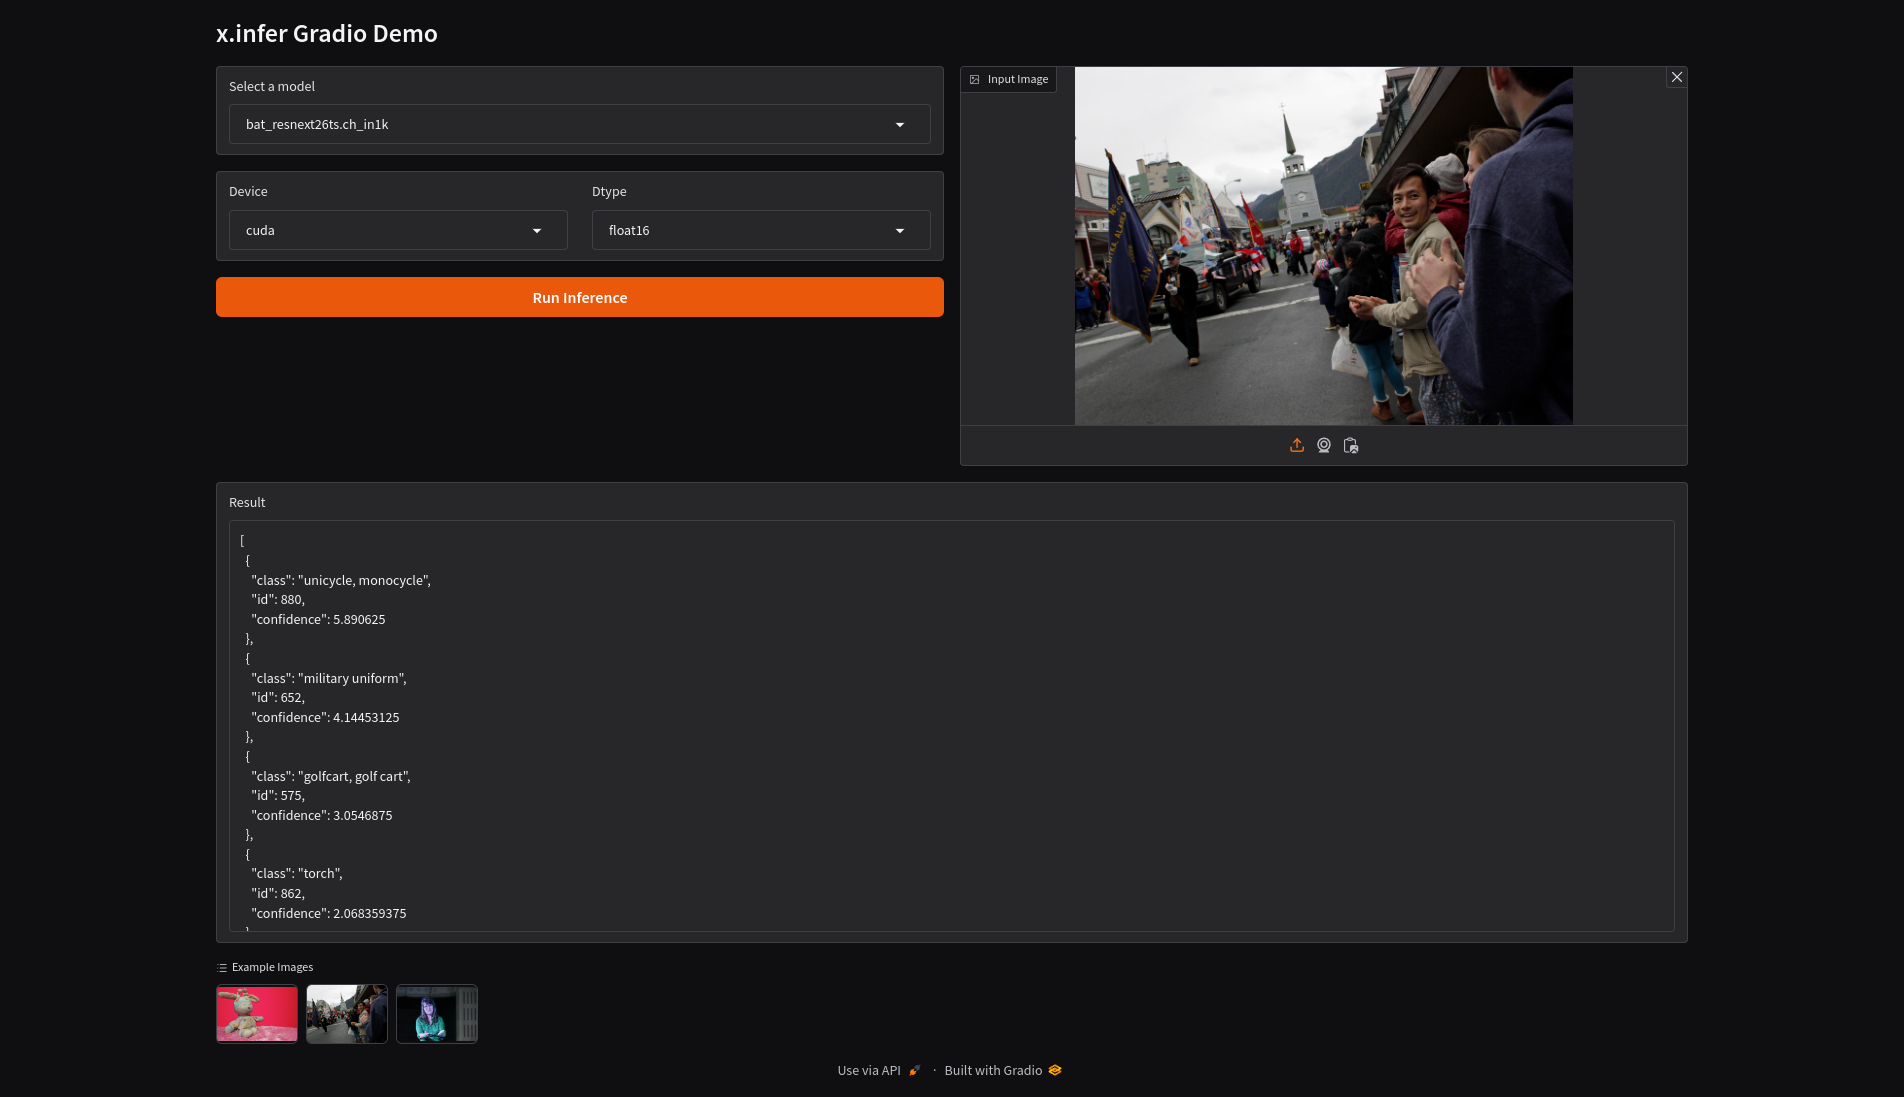 x.infer Gradio Demo
Select a model
bat_resnext26ts.ch_in1k
Device
Dtype
cuda
float16
Run Inference
Input Image
Result
[
{
"class": "unicycle, monocycle",
"id": 880,
"confidence": 5.890625
},
{
"class": "military uniform",
"id": 652,
"confidence": 4.14453125
},
{
"class": "golfcart, golf cart",
"id": 575,
"confidence": 3.0546875
},
{
"class": "torch",
"id": 862,
"confidence": 2.068359375
}
Example Images
Use via API · Built with Gradio